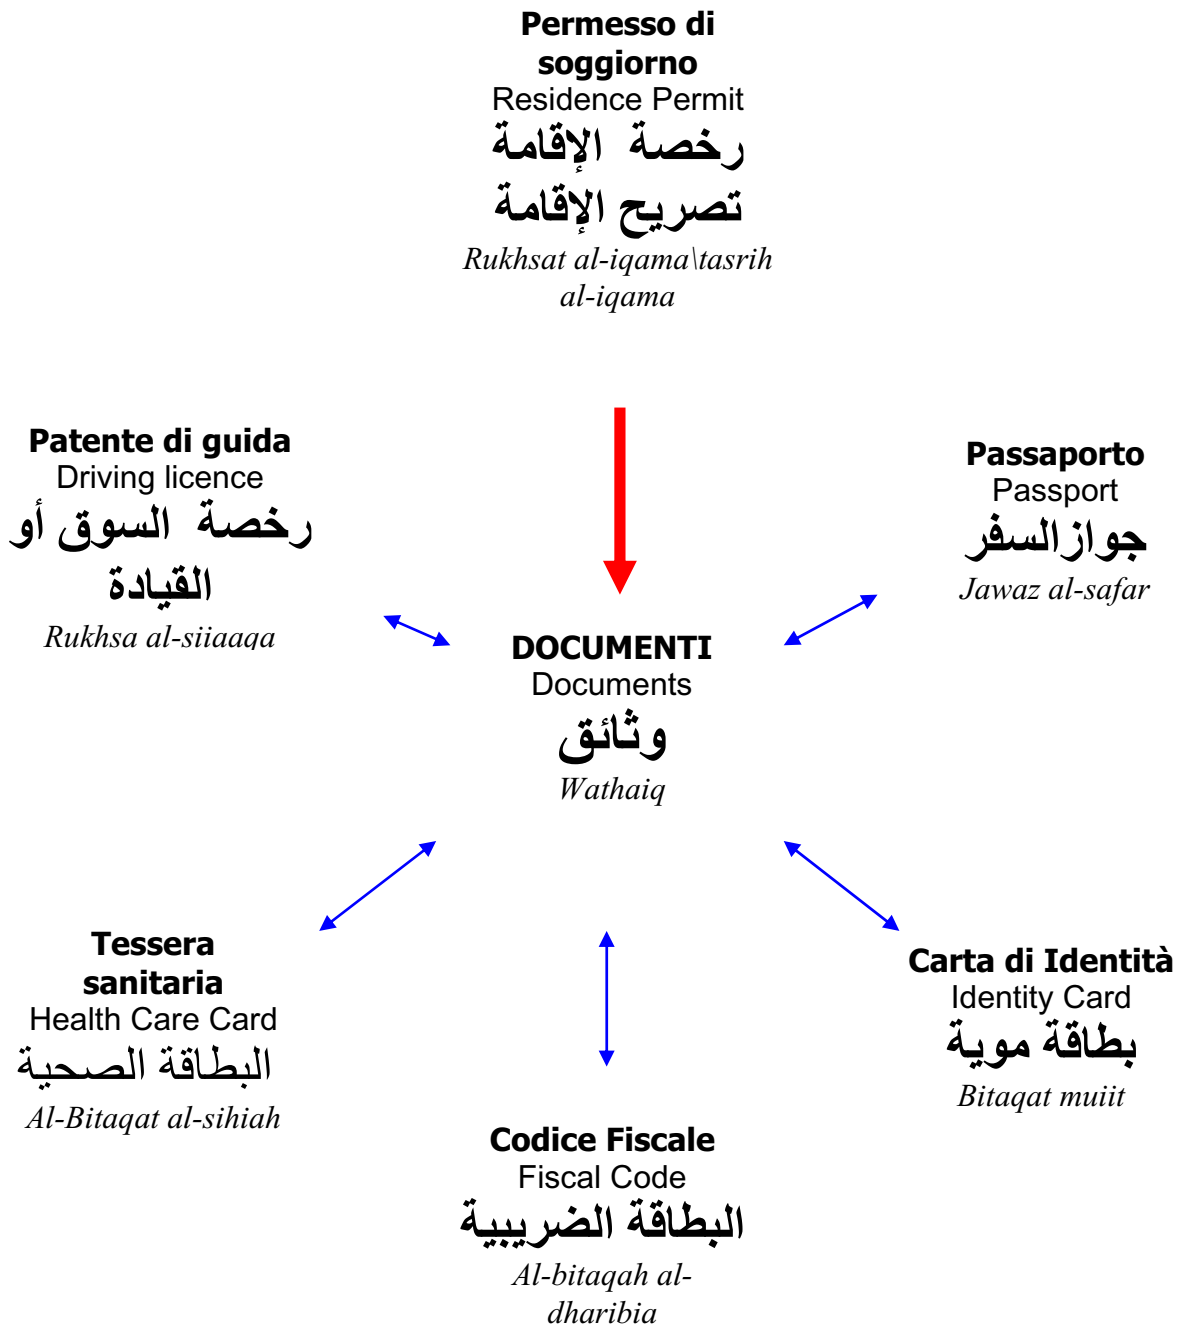 Permesso di
soggiorno
Residence Permit
رخصة الإقامة
تصريح الإقامة
Rukhsat al-iqama\tasrih
al-iqama
Patente di guida
Driving licence
رخصة السوق أو
القيادة
Rukhsa al-siiaaqa
Passaporto
Passport
جواز السفر
Jawaz al-safar
DOCUMENTI
Documents
وثائق
Wathaiq
Tessera
sanitaria
Health Care Card
البطاقة الصحية
Al-Bitaqat al-sihiah
Carta di Identità
Identity Card
بطاقة موية
Bitaqat muiit
Codice Fiscale
Fiscal Code
البطاقة الضريبية
Al-bitaqah al-
dharibia